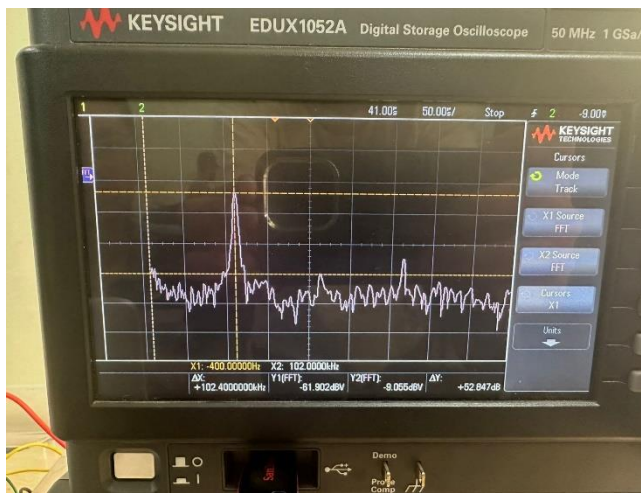 KEYSIGHT EDUX1052A Digital Storage Oscilloscope 50 MHz 1 GSa/
1 2 41.00 50.00 / Stop 2 -9.00
KEYSIGHT
TECHNOLOGIES
Cursors
Mode
Track
X1 Source
FFT
X2 Source
FFT
Cursors
X1
Units
X1: -400.00000Hz X2: 102.0000kHz
ΔX: Y1(FFT): Y2(FFT): ΔY:
+102.4000000kHz -61.902dBV -9.055dBV +52.847dB
Demo
Probe
Comp